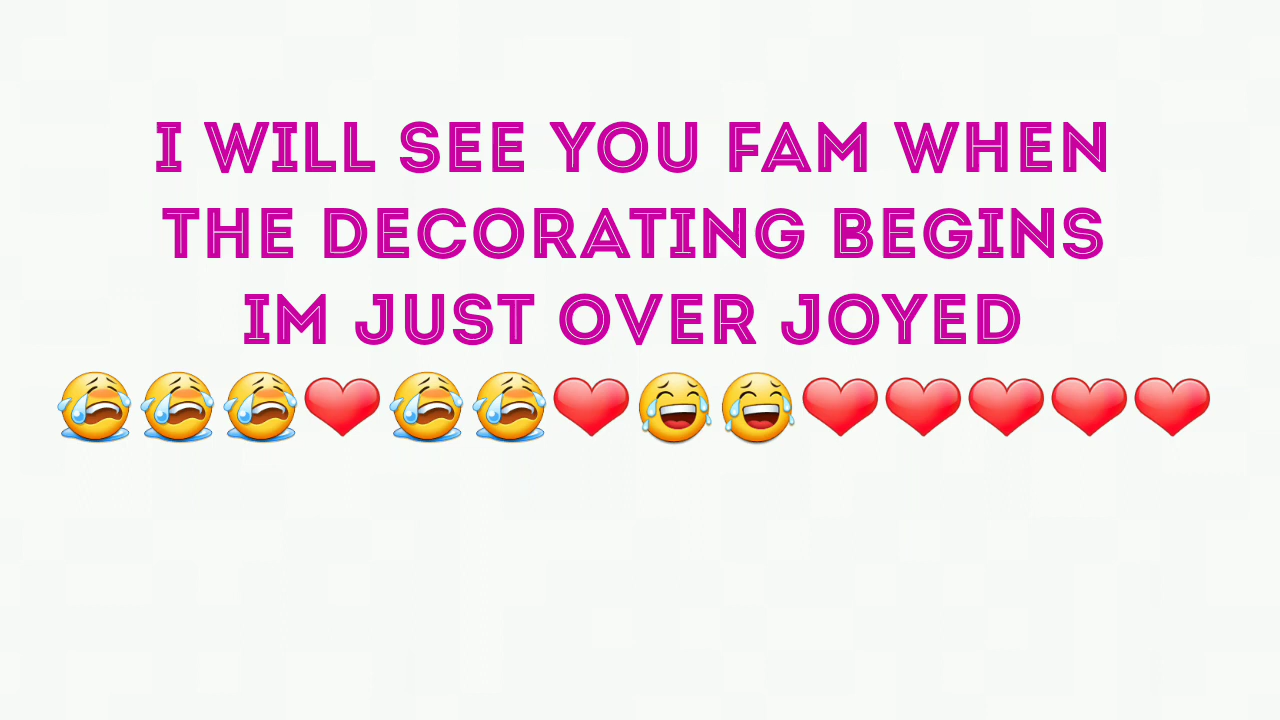 I WILL SEE YOU FAM WHEN
THE DECORATING BEGINS
IM JUST OVER JOYED
😭😭😭❤️😭😭❤️😂😂❤️❤️❤️❤️❤️